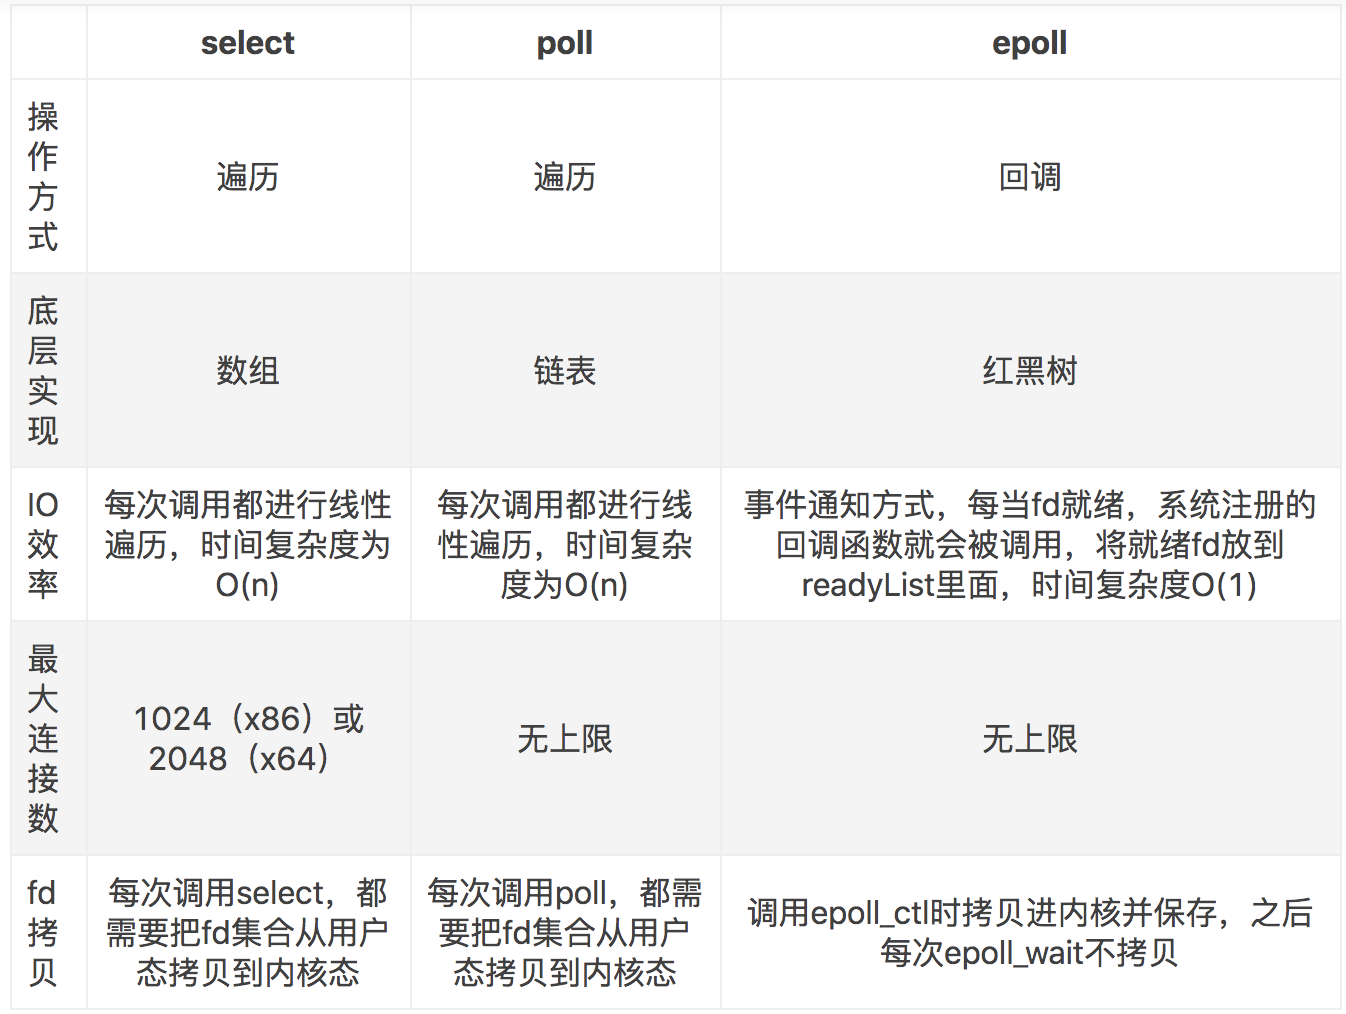 select
poll
epoll
操
作
方
式
遍历
遍历
回调
底
层
实
现
数组
链表
红黑树
IO
效
率
每次调用都进行线性
遍历，时间复杂度为
O(n)
每次调用都进行线
性遍历，时间复杂
度为O(n)
事件通知方式，每当fd就绪，系统注册的
回调函数就会被调用，将就绪fd放到
readyList里面，时间复杂度O(1)
最
大
连
接
数
1024（x86）或
2048（x64）
无上限
无上限
fd
拷
贝
每次调用select，都
需要把fd集合从用户
态拷贝到内核态
每次调用poll，都需
要把fd集合从用户
态拷贝到内核态
调用epoll_ctl时拷贝进内核并保存，之后
每次epoll_wait不拷贝